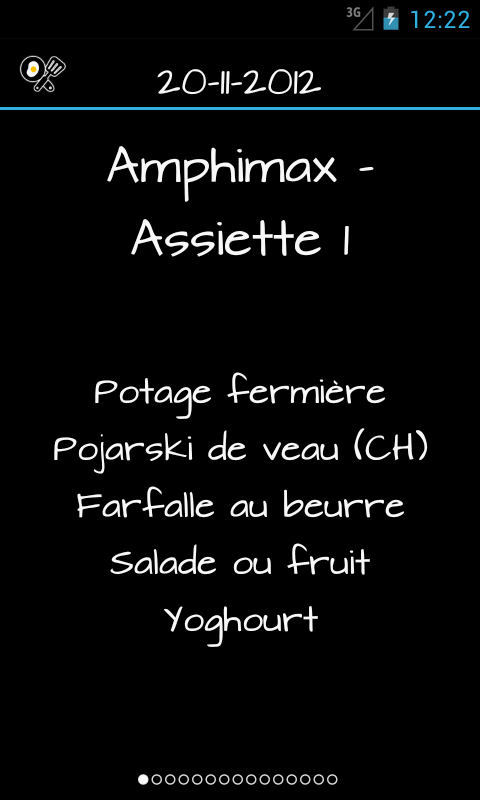 3G
12:22
20-11-2012
Amphimax -
Assiette 1
Potage fermière
Pojarski de veau (CH)
Farfalle au beurre
Salade ou fruit
Yoghourt